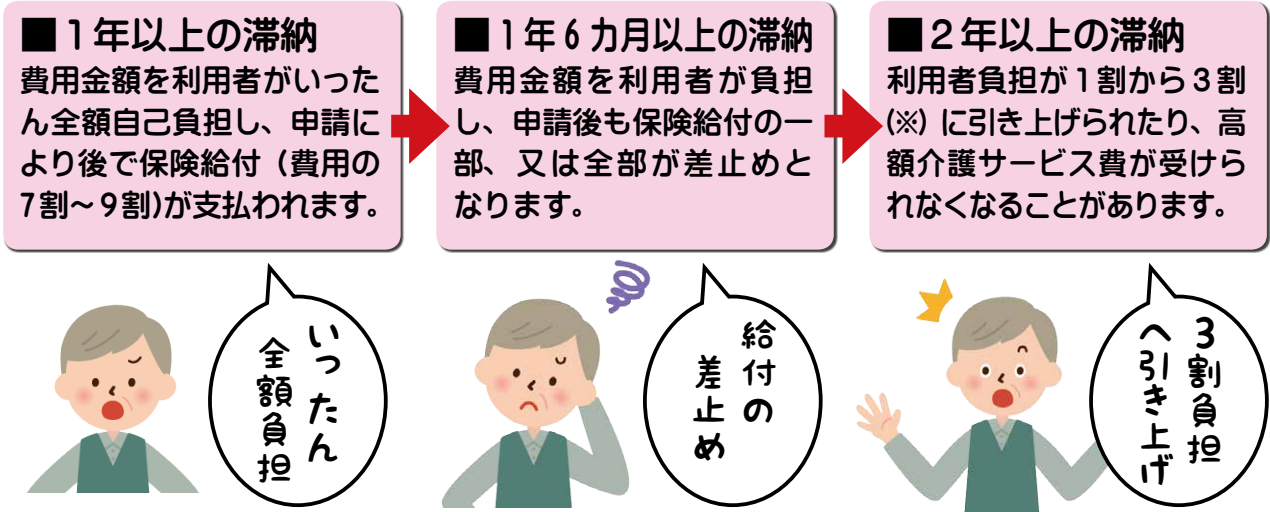 ■1年以上の滞納
費用金額を利用者がいった
ん全額自己負担し、申請に
より後で保険給付（費用の
7割～9割)が支払われます。
■1年6カ月以上の滞納
費用金額を利用者が負担
し、申請後も保険給付の一
部、又は全部が差止めと
なります。
■2年以上の滞納
利用者負担が1割から3割
(※) に引き上げられたり、高
額介護サービス費が受けら
れなくなることがあります。
いったん
全額負担
給付の
差止め
3割負担
へ引き上げ